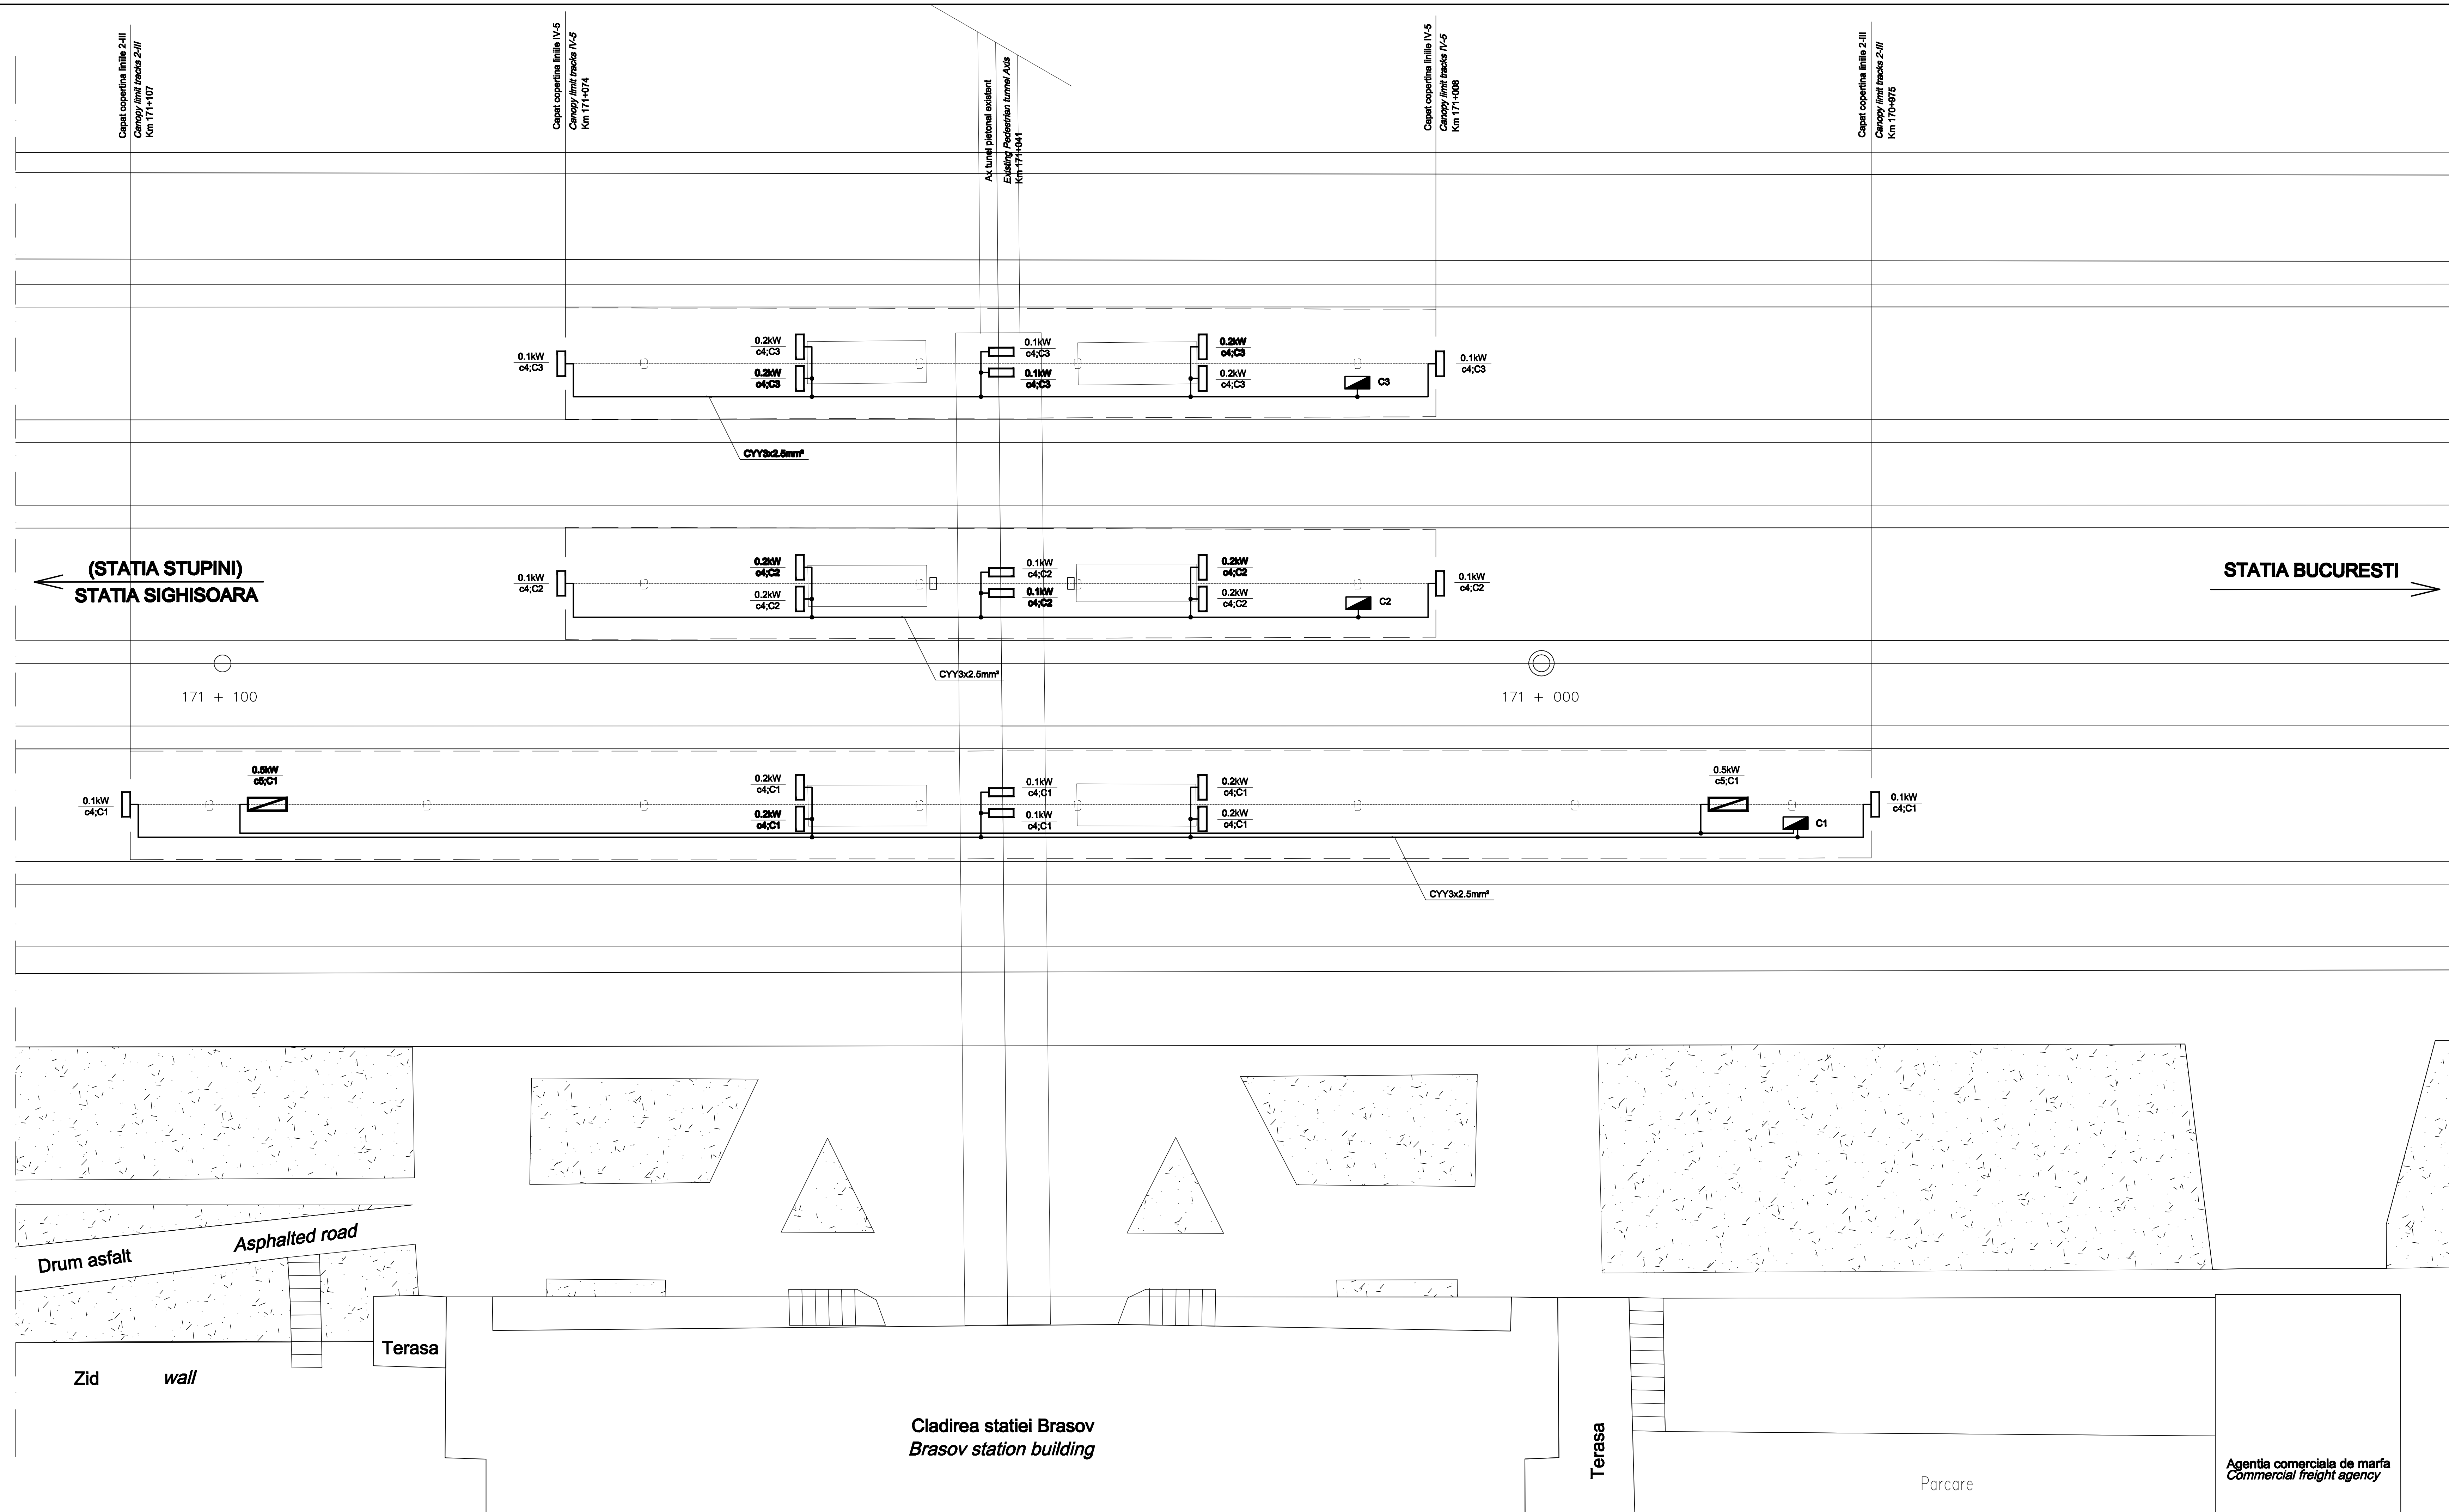 Capat copertina liniile 2-III
Canopy limit tracks 2-III
Km 171+107
Capat copertina liniile IV-5
Canopy limit tracks IV-5
Km 171+074
Ax tunel pietonal existent
Existing Pedestrian tunnel Axis
Km 171+041
Capat copertina liniile IV-5
Canopy limit tracks IV-5
Km 171+008
Capat copertina liniile 2-III
Canopy limit tracks 2-III
Km 170+975
0.1kW
c4;C3
0.2kW
c4;C3
0.2kW
c4;C3
0.1kW
c4;C3
0.1kW
c4;C3
0.2kW
c4;C3
0.2kW
c4;C3
C3
0.1kW
c4;C3
CYY3x2.5mm²
(STATIA STUPINI)
STATIA SIGHISOARA
0.1kW
c4;C2
0.2kW
c4;C2
0.2kW
c4;C2
0.1kW
c4;C2
0.1kW
c4;C2
0.2kW
c4;C2
0.2kW
c4;C2
C2
0.1kW
c4;C2
STATIA BUCURESTI
CYY3x2.5mm²
171 + 100
171 + 000
0.1kW
c4;C1
0.5kW
c5;C1
0.2kW
c4;C1
0.2kW
c4;C1
0.1kW
c4;C1
0.1kW
c4;C1
0.2kW
c4;C1
0.2kW
c4;C1
0.5kW
c5;C1
C1
0.1kW
c4;C1
CYY3x2.5mm²
Drum asfalt
Asphalted road
Terasa
Zid
wall
Cladirea statiei Brasov
Brasov station building
Terasa
Parcare
Agentia comerciala de marfa
Commercial freight agency